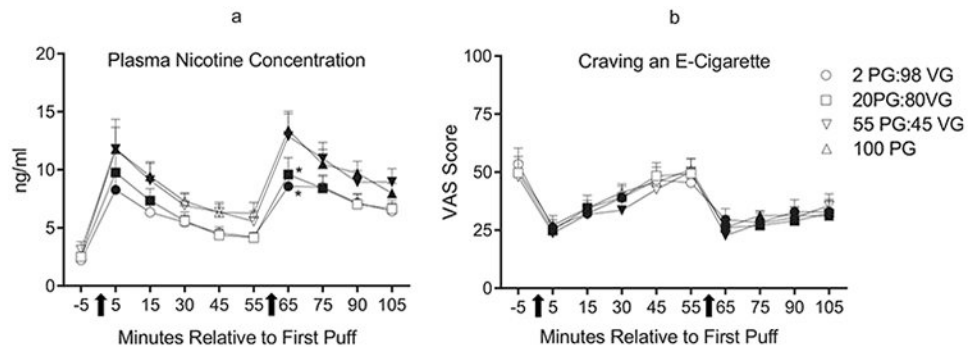 a
Plasma Nicotine Concentration
20
15
10
5
0
ng/ml
*
*
-5 5 15 30 45 55 65 75 90 105
Minutes Relative to First Puff
b
Craving an E-Cigarette
100
75
50
25
0
VAS Score
-5 5 15 30 45 55 65 75 90 105
Minutes Relative to First Puff
2 PG:98 VG
20PG:80VG
55 PG:45 VG
100 PG